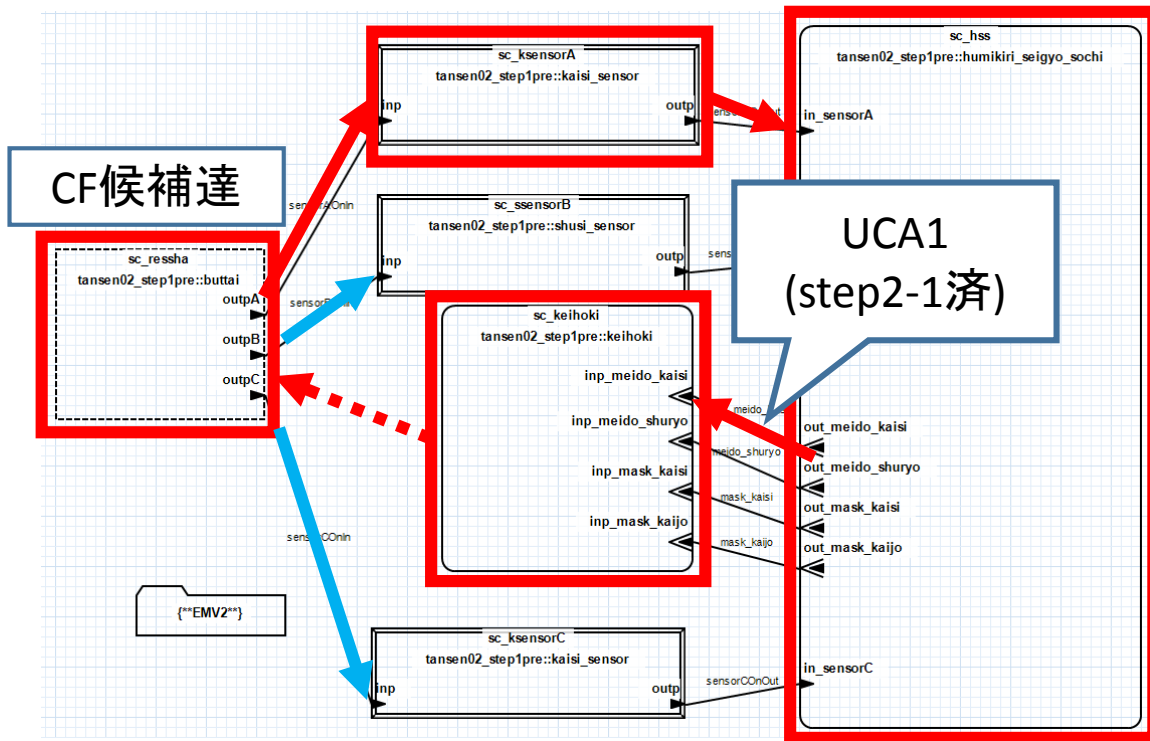 sc_hss
tansen02_step1pre::humikiri_seigyo_sochi
sc_ksensorA
tansen02_step1pre::kaisi_sensor
inp
outp
in_sensorA
CF候補達
sc_ssensorB
tansen02_step1pre::shusi_sensor
inp
outp
UCA1
(step2-1済)
sc_ressha
tansen02_step1pre::buttai
outpA
outpB
outpC
sc_keihoki
tansen02_step1pre::keihoki
inp_meido_kaisi
inp_meido_shuryo
inp_mask_kaisi
inp_mask_kaijo
meido_shuryo
mask_kaisi
mask_kaijo
out_meido_kaisi
out_meido_shuryo
out_mask_kaisi
out_mask_kaijo
{**EMV2**}
sc_ksensorC
tansen02_step1pre::kaisi_sensor
inp
outp
sensorCOnOut
in_sensorC